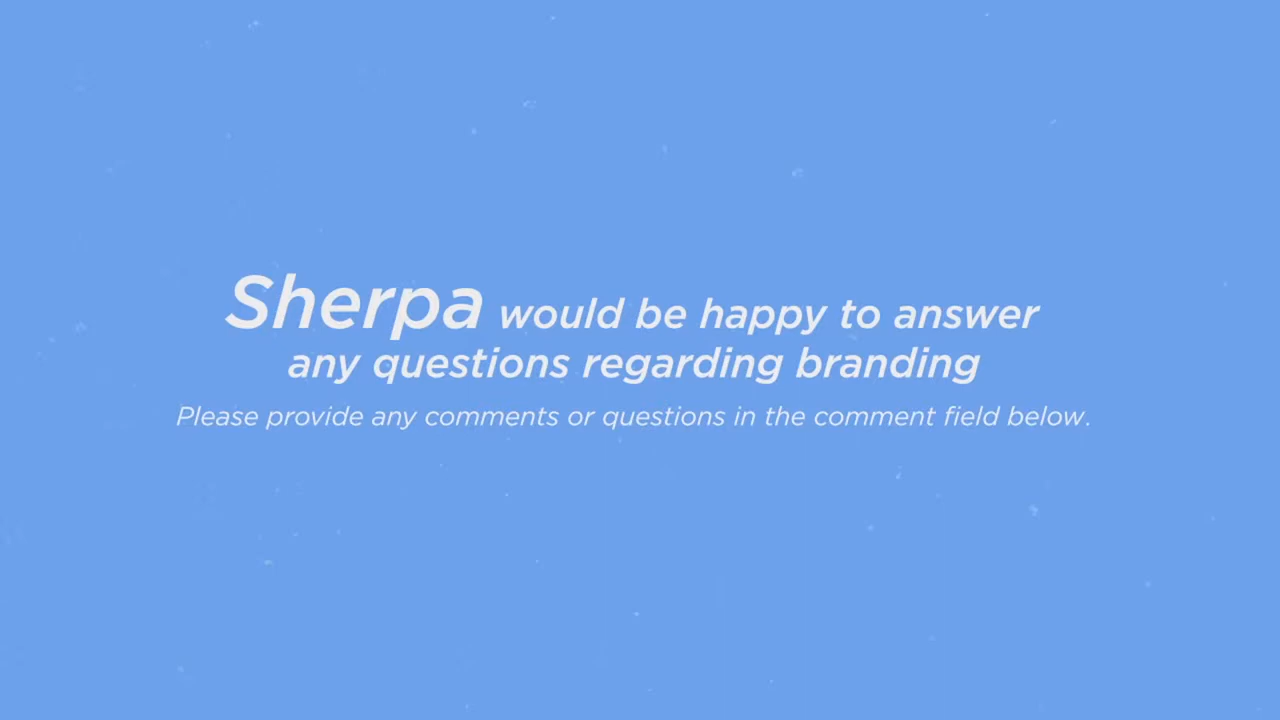 Sherpa would be happy to answer
any questions regarding branding
Please provide any comments or questions in the comment field below.